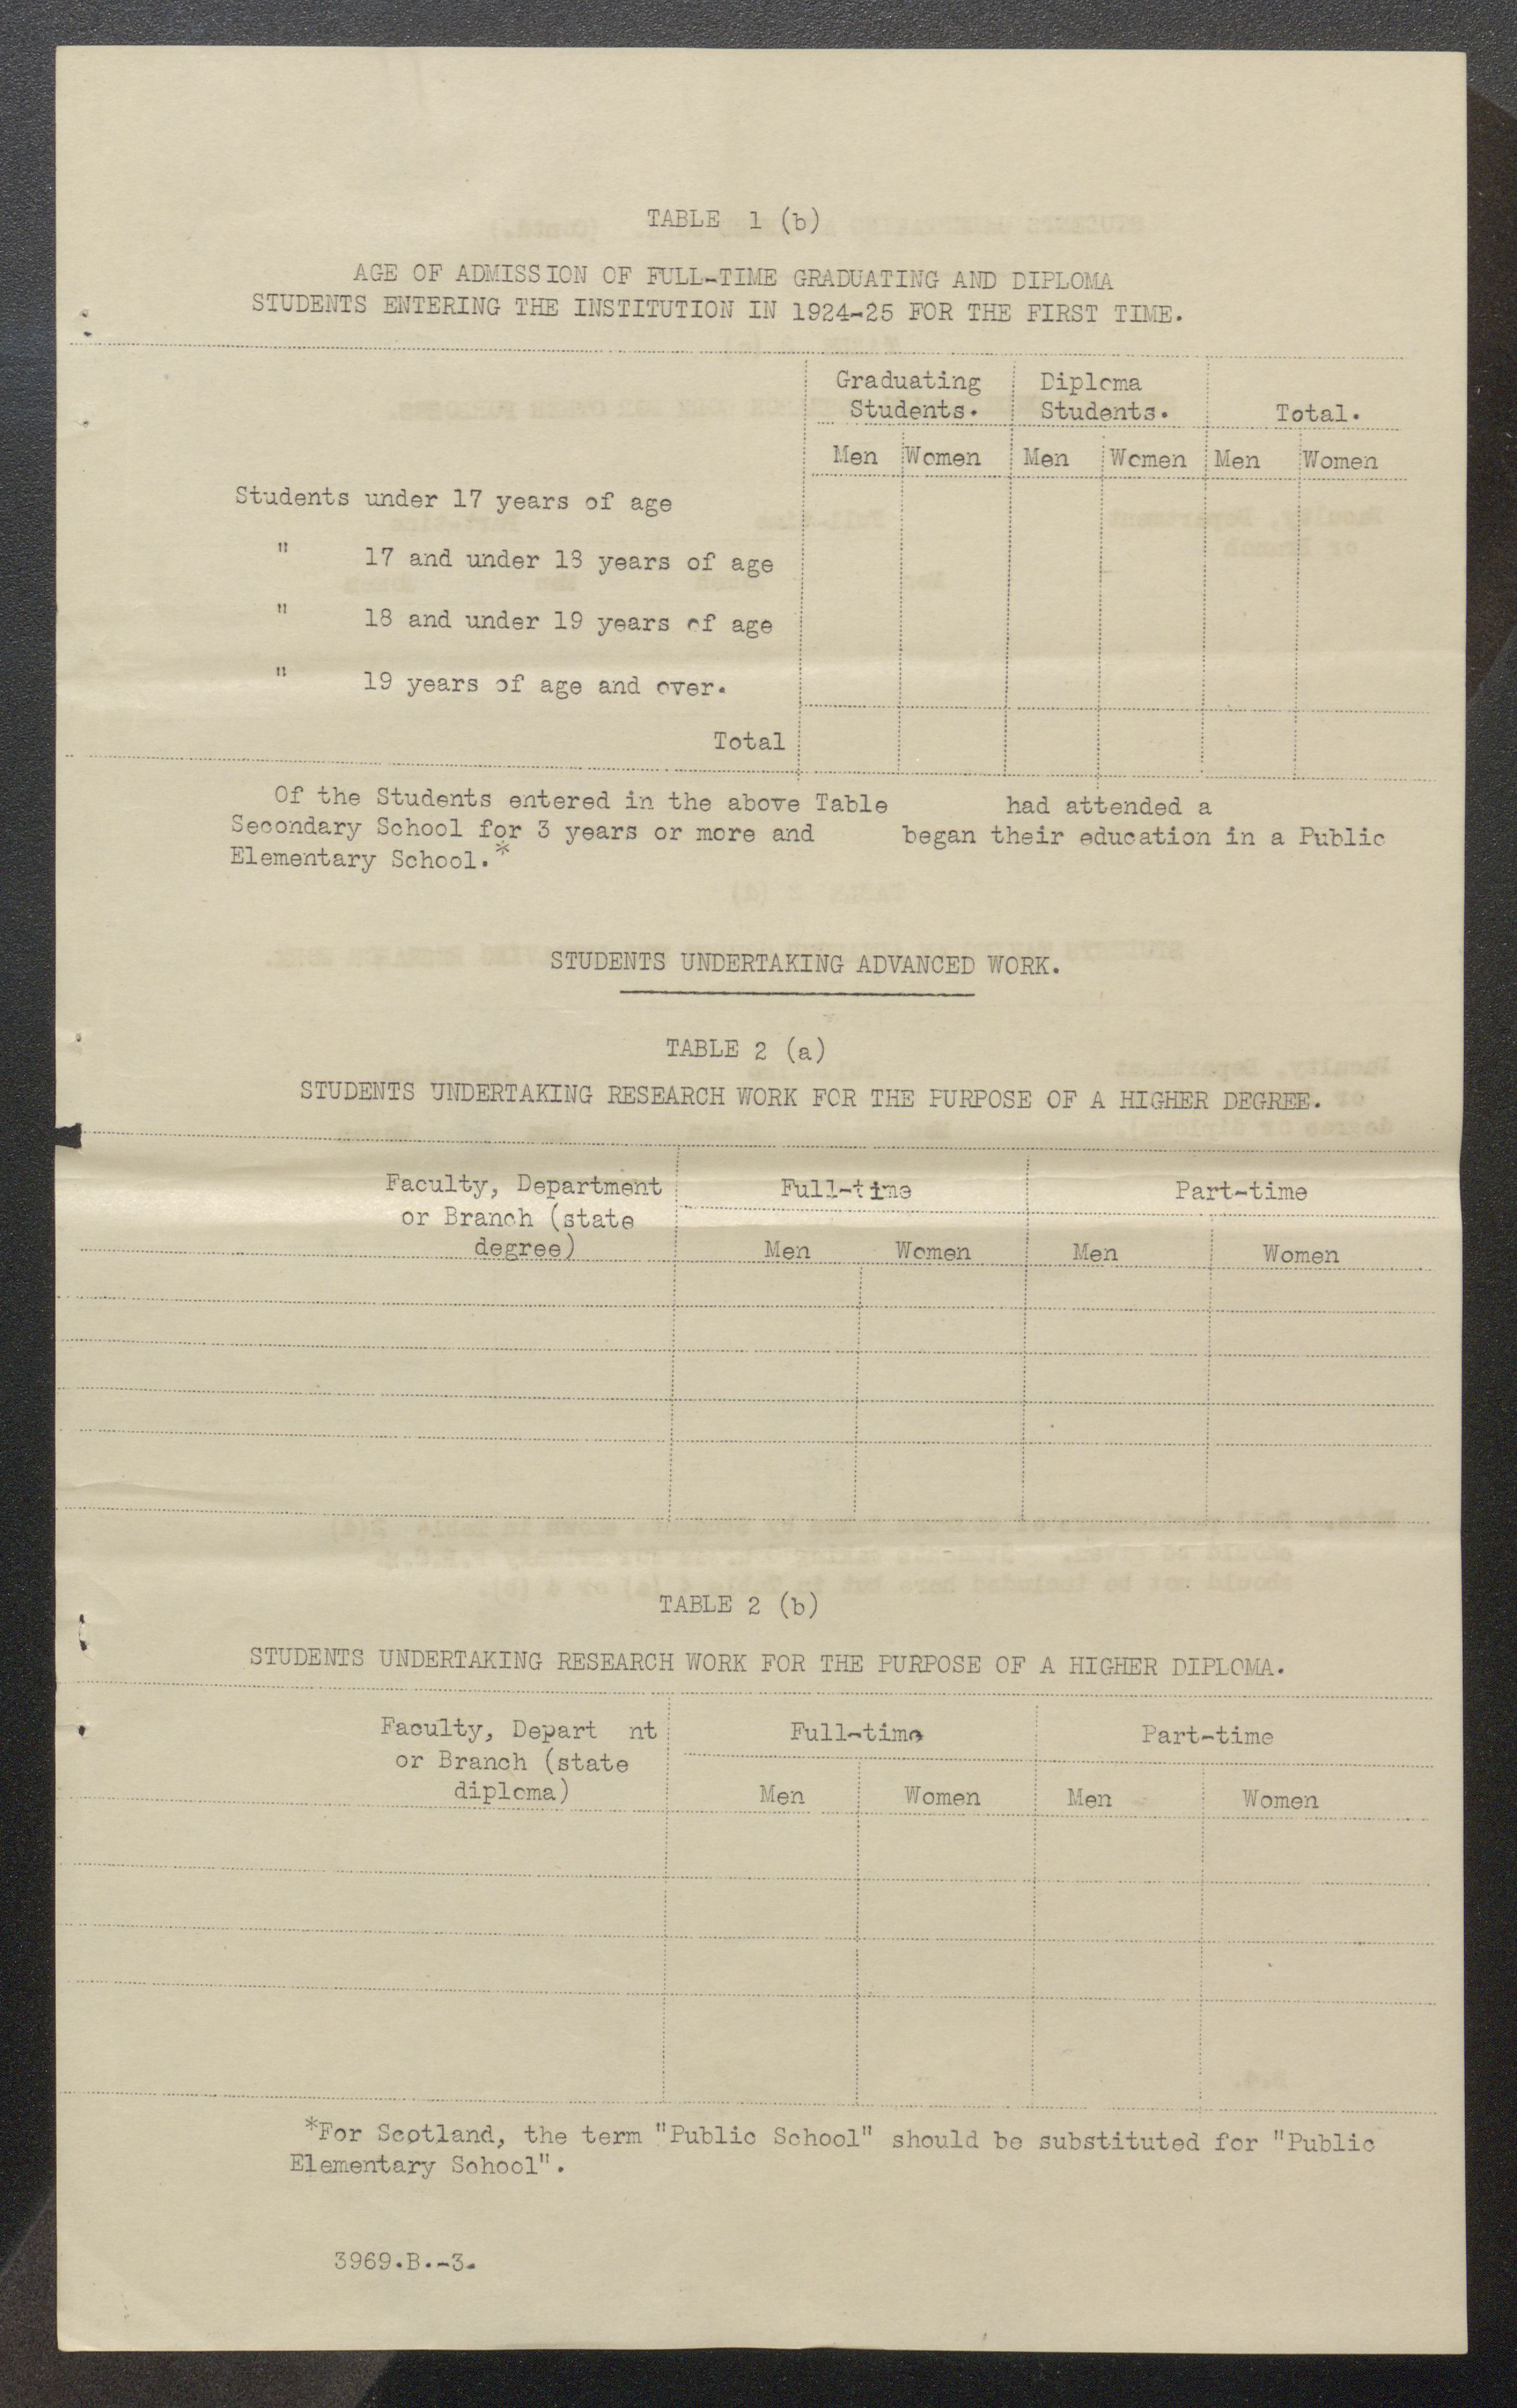 TABLE 1 (b)
AGE OF ADMISSION OF FULL-TIME GRADUATING AND DIPLOMA
STUDENTS ENTERING THE INSTITUTION IN 1924-25 FOR THE FIRST TIME.
Graduating Diploma
Students. Students. Total.
Men Women Men Women Men Women
Students under 17 years of age
" 17 and under 18 years of age
" 18 and under 19 years of age
" 19 years of age and over.
Total
Of the Students entered in the above Table had attended a
Secondary School for 3 years or more and began their education in a Public
Elementary School.*
STUDENTS UNDERTAKING ADVANCED WORK.
TABLE 2 (a)
STUDENTS UNDERTAKING RESEARCH WORK FOR THE PURPOSE OF A HIGHER DEGREE.
Faculty, Department Full-time Part-time
or Branch (state
degree) Men Women Men Women
TABLE 2 (b)
STUDENTS UNDERTAKING RESEARCH WORK FOR THE PURPOSE OF A HIGHER DIPLOMA.
Faculty, Depart nt Full-time Part-time
or Branch (state
diploma) Men Women Men Women
*For Scotland, the term "Public School" should be substituted for "Public
Elementary School".
3969.B.-3.